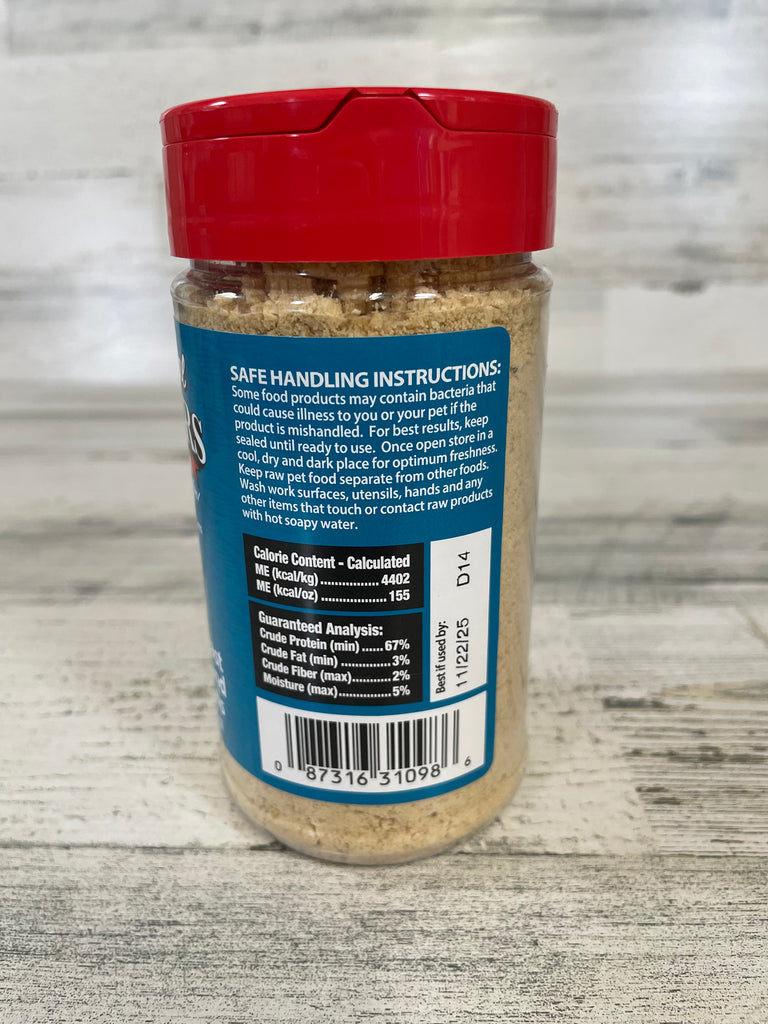 SAFE HANDLING INSTRUCTIONS:
Some food products may contain bacteria that
could cause illness to you or your pet if the
product is mishandled. For best results, keep
sealed until ready to use. Once open store in a
cool, dry and dark place for optimum freshness.
Keep raw pet food separate from other foods.
Wash work surfaces, utensils, hands and any
other items that touch or contact raw products
with hot soapy water.
Calorie Content - Calculated
ME (kcal/kg) ............... 4402
ME (kcal/oz) .................. 155
Guaranteed Analysis:
Crude Protein (min) ...... 67%
Crude Fat (min) ............. 3%
Crude Fiber (max)......... 2%
Moisture (max)............... 5%
Best if used by:
11/22/25 D14
0 87316 31098 6